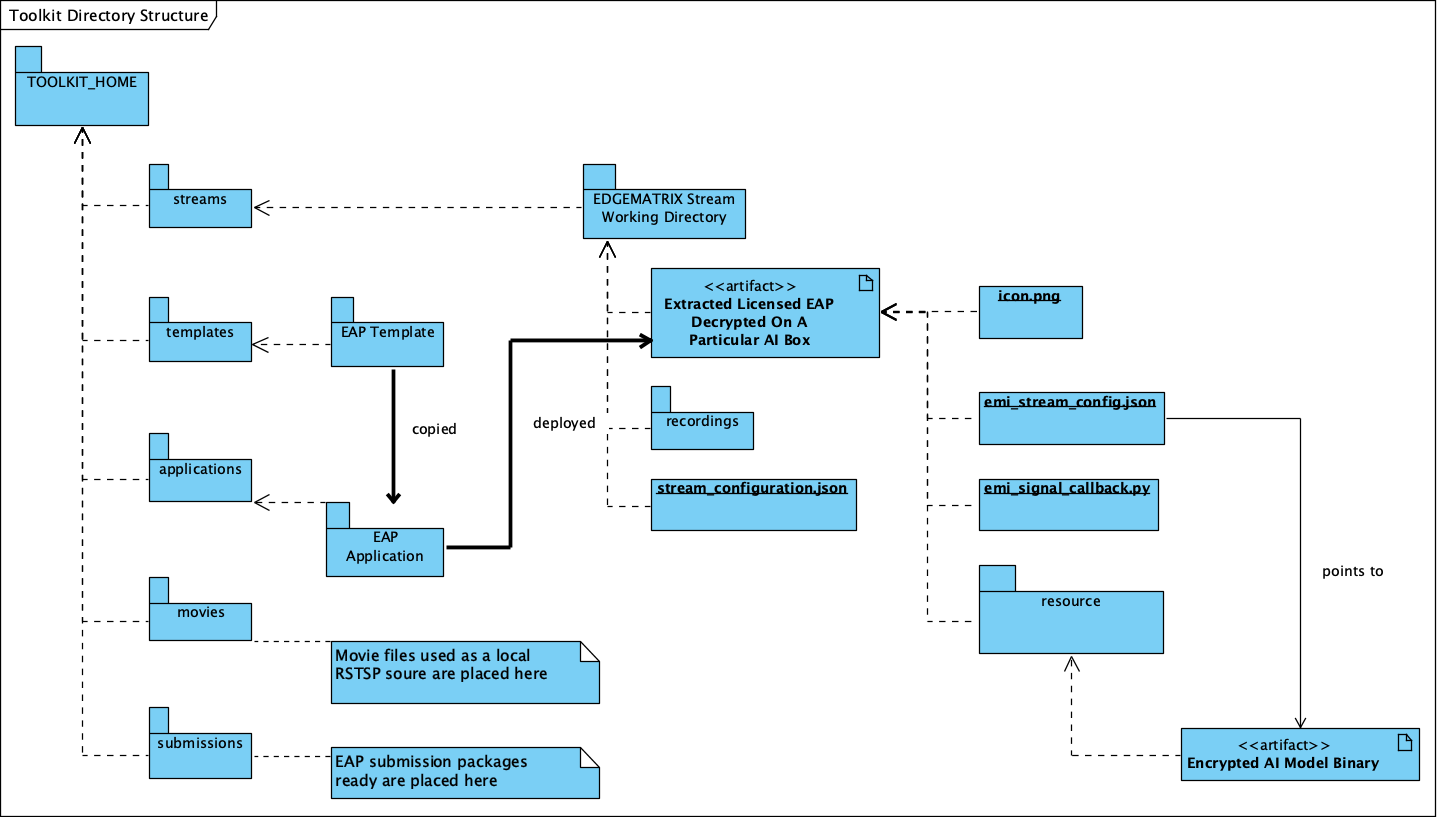 Toolkit Directory Structure
TOOLKIT_HOME
streams
EDGEMATRIX Stream
Working Directory
<<artifact>>
Extracted Licensed EAP
Decrypted On A
Particular AI Box
icon.png
templates
EAP Template
emi_stream_config.json
copied
deployed
recordings
applications
stream_configuration.json
emi_signal_callback.py
EAP
Application
points to
resource
movies
Movie files used as a local
RSTSP soure are placed here
submissions
EAP submission packages
ready are placed here
<<artifact>>
Encrypted AI Model Binary